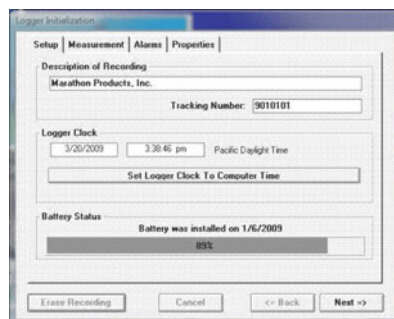 Logger Initialization
Setup Measurement Alarms Properties
Description of Recording
Marathon Products, Inc.
Tracking Number: 9010101
Logger Clock
3/20/2009 3:38:46 pm Pacific Daylight Time
Set Logger Clock To Computer Time
Battery Status
Battery was installed on 1/6/2009
89%
Erase Recording Cancel <= Back Next =>